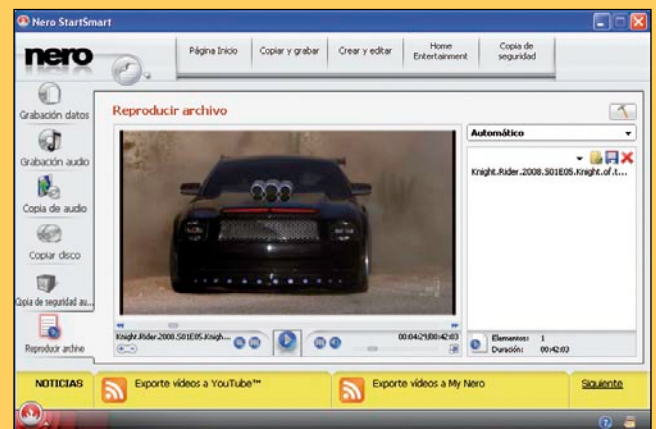 Nero StartSmart
nero
Página Inicio
Copiar y grabar
Crear y editar
Home
Entertainment
Copia de
seguridad
Grabación datos
Grabación audio
Copia de audio
Copiar disco
Copia de seguridad au...
Reproducir archivo
Reproducir archivo
Automático
Knight.Rider.2008.S01E05.Knight.of.t...
Knight.Rider.2008.S01E05.Knigh...
00:04:29/00:42:03
Elementos: 1
Duración: 00:42:03
NOTICIAS
Exporte vídeos a YouTube™
Exporte vídeos a My Nero
Siguiente